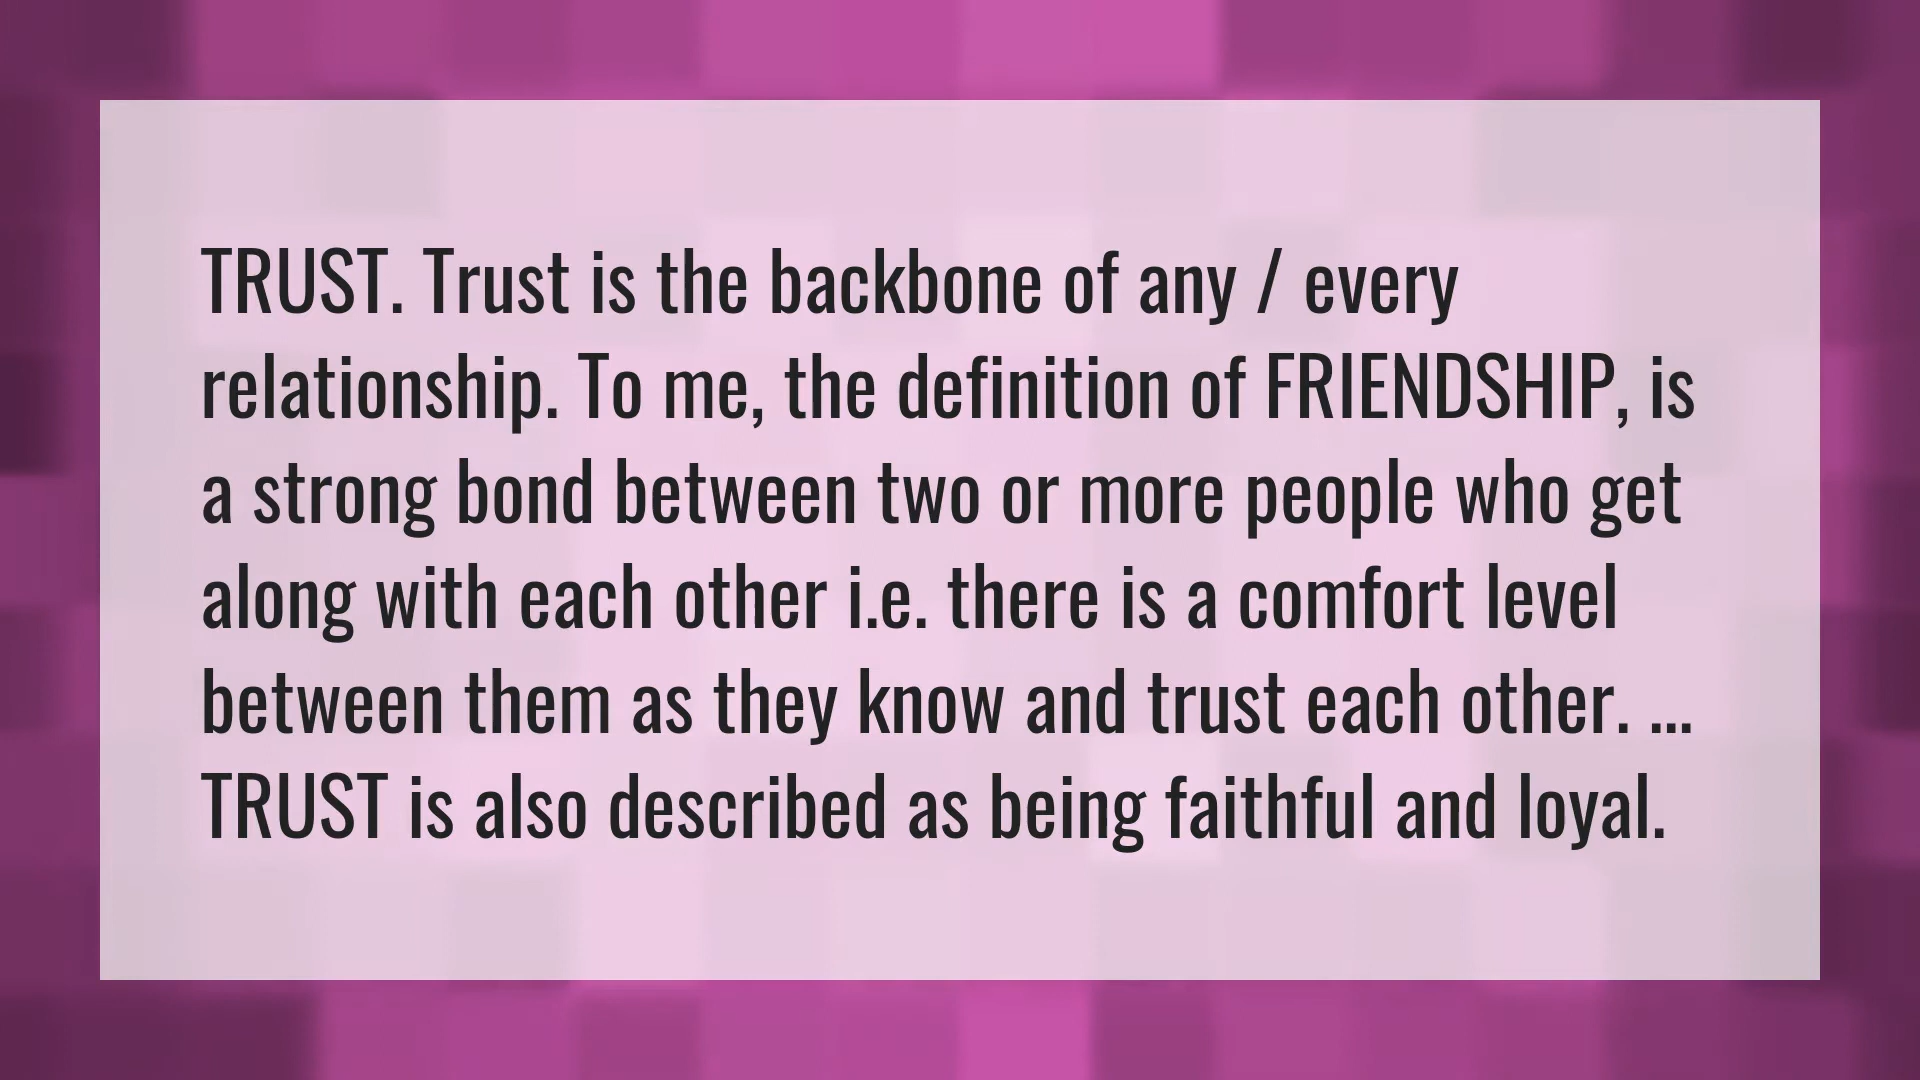 TRUST. Trust is the backbone of any / every
relationship. To me, the definition of FRIENDSHIP, is
a strong bond between two or more people who get
along with each other i.e. there is a comfort level
between them as they know and trust each other. ...
TRUST is also described as being faithful and loyal.